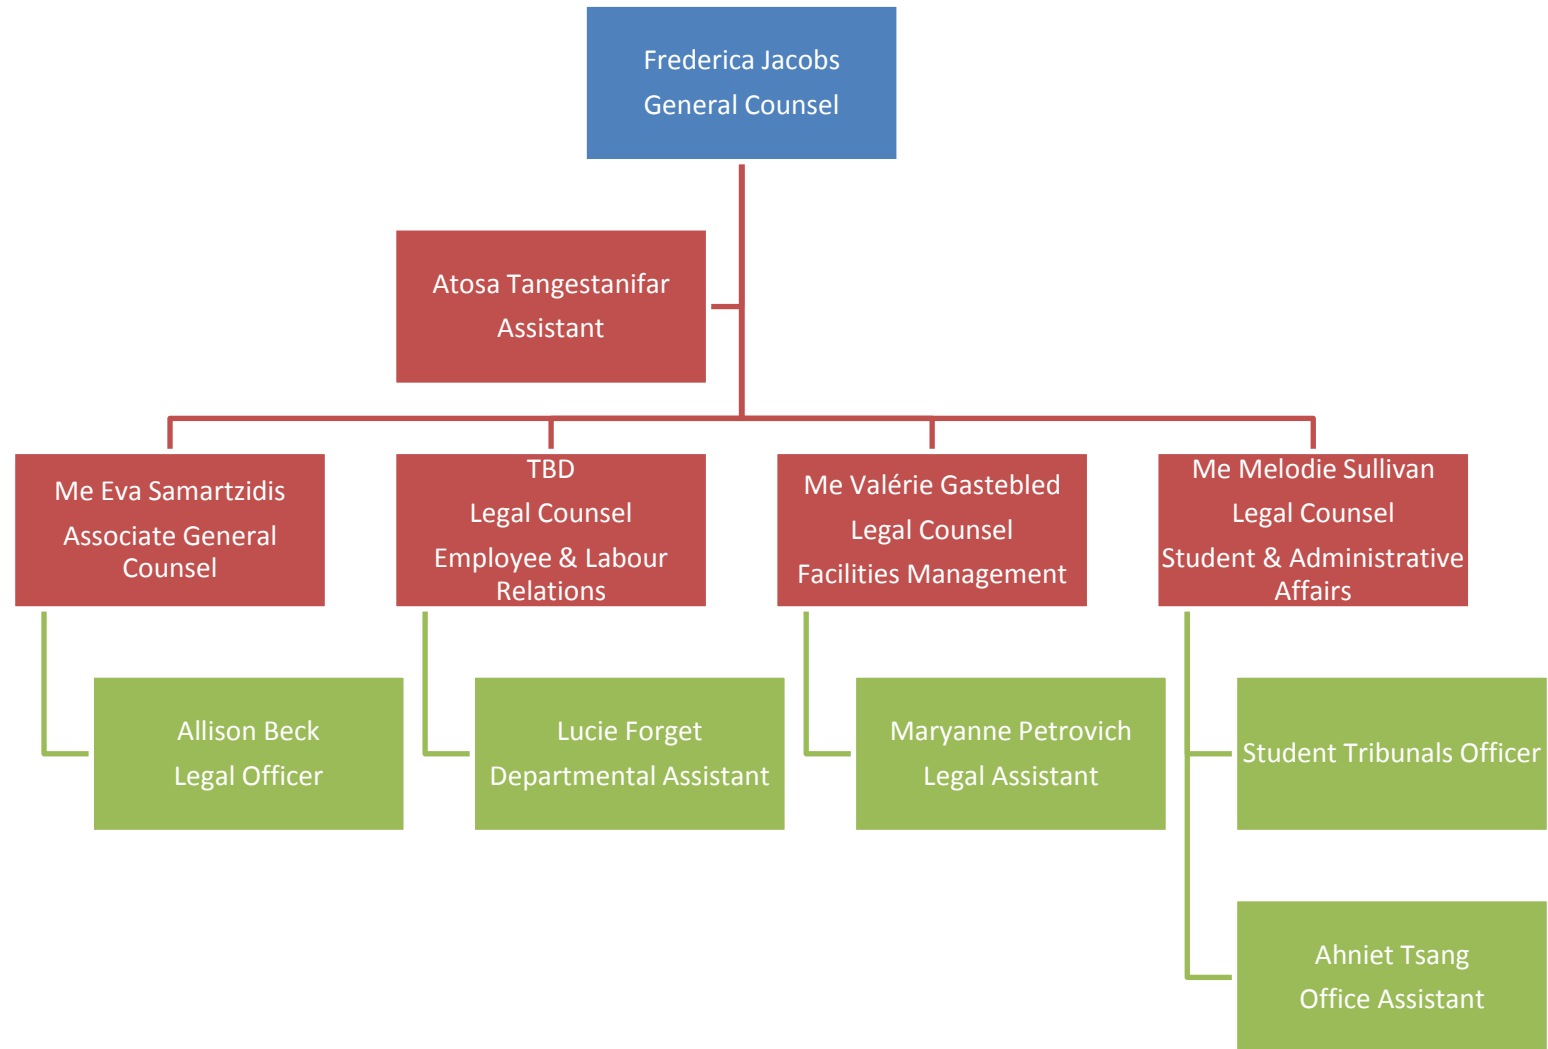 Frederica Jacobs
General Counsel
Atosa Tangestanifar
Assistant
Me Eva Samartzidis
Associate General
Counsel
TBD
Legal Counsel
Employee & Labour
Relations
Me Valérie Gastebled
Legal Counsel
Facilities Management
Me Melodie Sullivan
Legal Counsel
Student & Administrative
Affairs
Allison Beck
Legal Officer
Lucie Forget
Departmental Assistant
Maryanne Petrovich
Legal Assistant
Student Tribunals Officer
Ahniet Tsang
Office Assistant